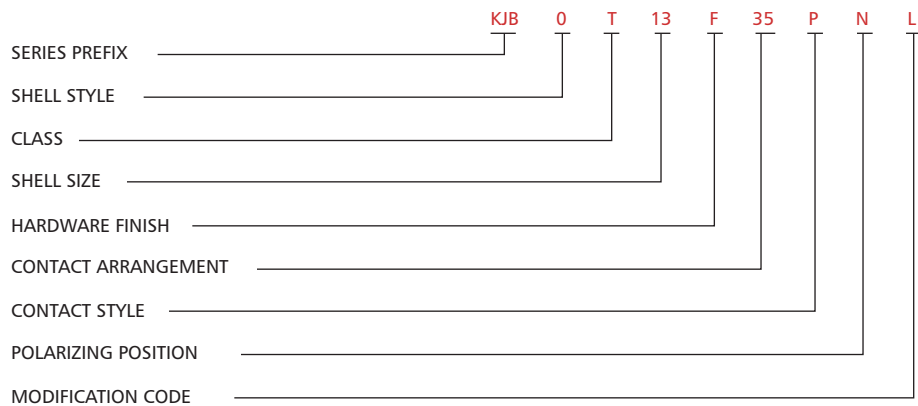 KJB 0 T 13 F 35 P N L
SERIES PREFIX
SHELL STYLE
CLASS
SHELL SIZE
HARDWARE FINISH
CONTACT ARRANGEMENT
CONTACT STYLE
POLARIZING POSITION
MODIFICATION CODE